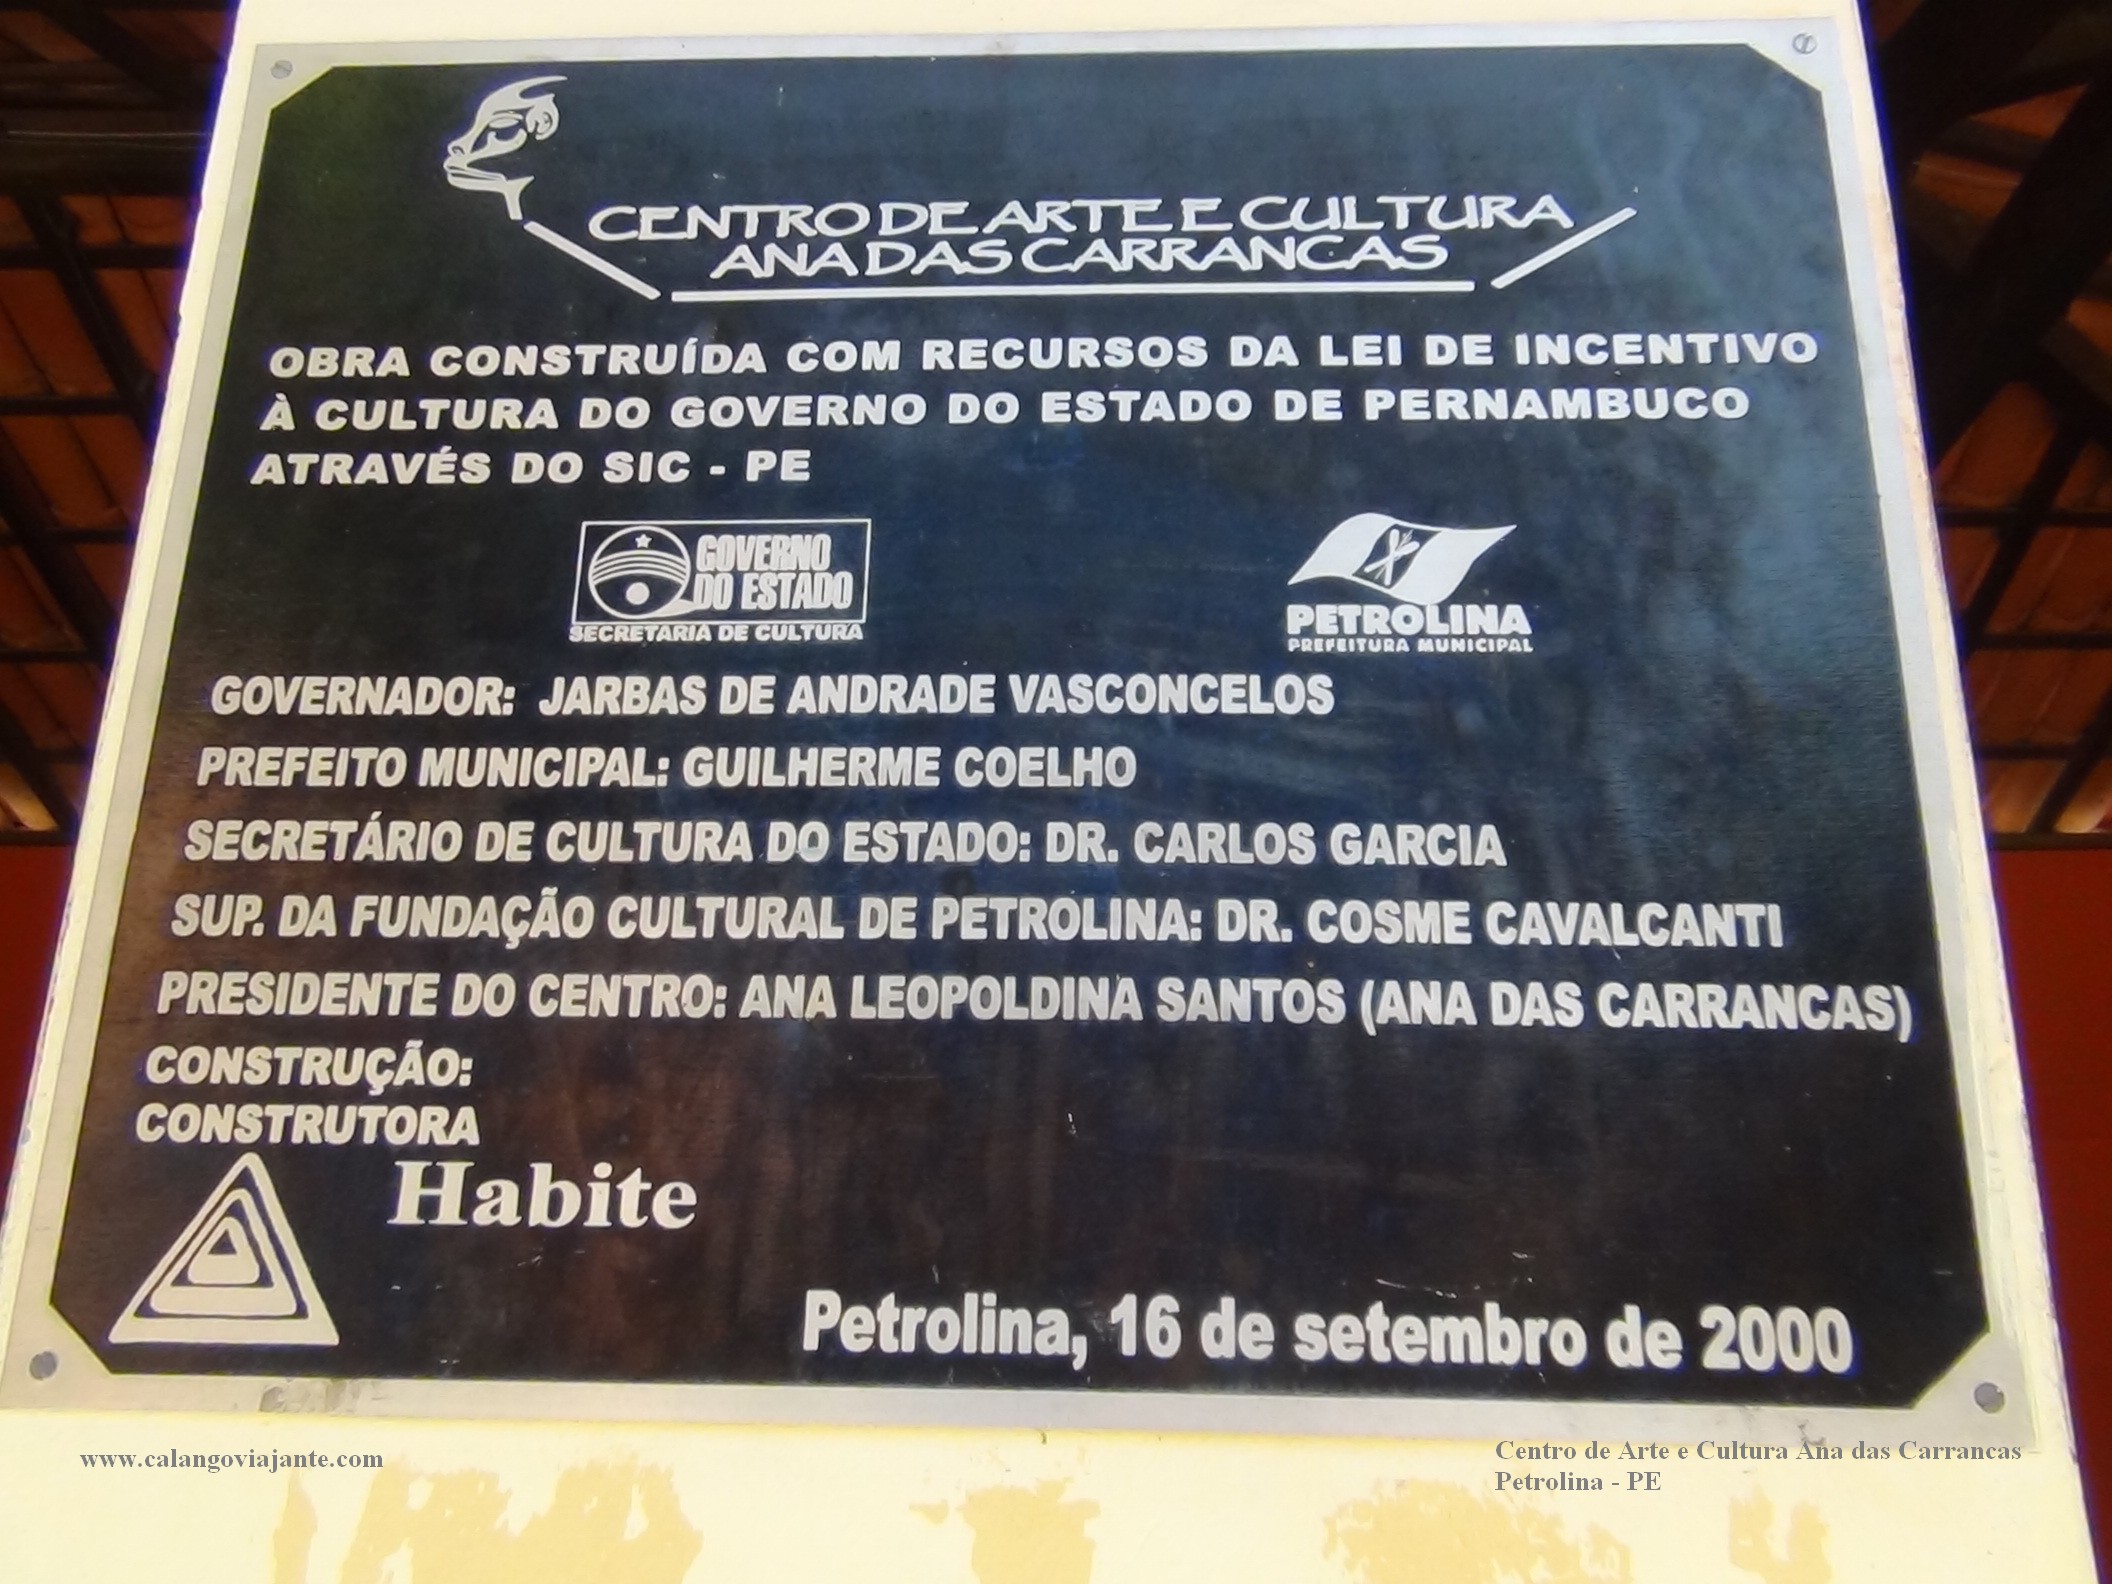 CENTRO DE ARTE E CULTURA
ANA DAS CARRANCAS
OBRA CONSTRUÍDA COM RECURSOS DA LEI DE INCENTIVO
À CULTURA DO GOVERNO DO ESTADO DE PERNAMBUCO
ATRAVÉS DO SIC - PE
GOVERNO
DO ESTADO
SECRETARIA DE CULTURA
PETROLINA
PREFEITURA MUNICIPAL
GOVERNADOR: JARBAS DE ANDRADE VASCONCELOS
PREFEITO MUNICIPAL: GUILHERME COELHO
SECRETÁRIO DE CULTURA DO ESTADO: DR. CARLOS GARCIA
SUP. DA FUNDAÇÃO CULTURAL DE PETROLINA: DR. COSME CAVALCANTI
PRESIDENTE DO CENTRO: ANA LEOPOLDINA SANTOS (ANA DAS CARRANCAS)
CONSTRUÇÃO:
CONSTRUTORA
Habite
Petrolina, 16 de setembro de 2000
www.calangoviajante.com
Centro de Arte e Cultura Ana das Carrancas
Petrolina - PE